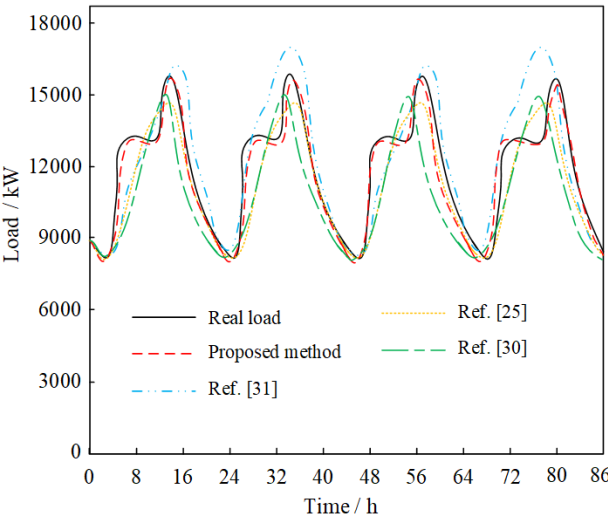 18000
15000
12000
9000
6000
3000
0
Load / kW
Real load
Proposed method
Ref. [31]
Ref. [25]
Ref. [30]
0 8 16 24 32 40 48 56 64 72 80 86
Time / h